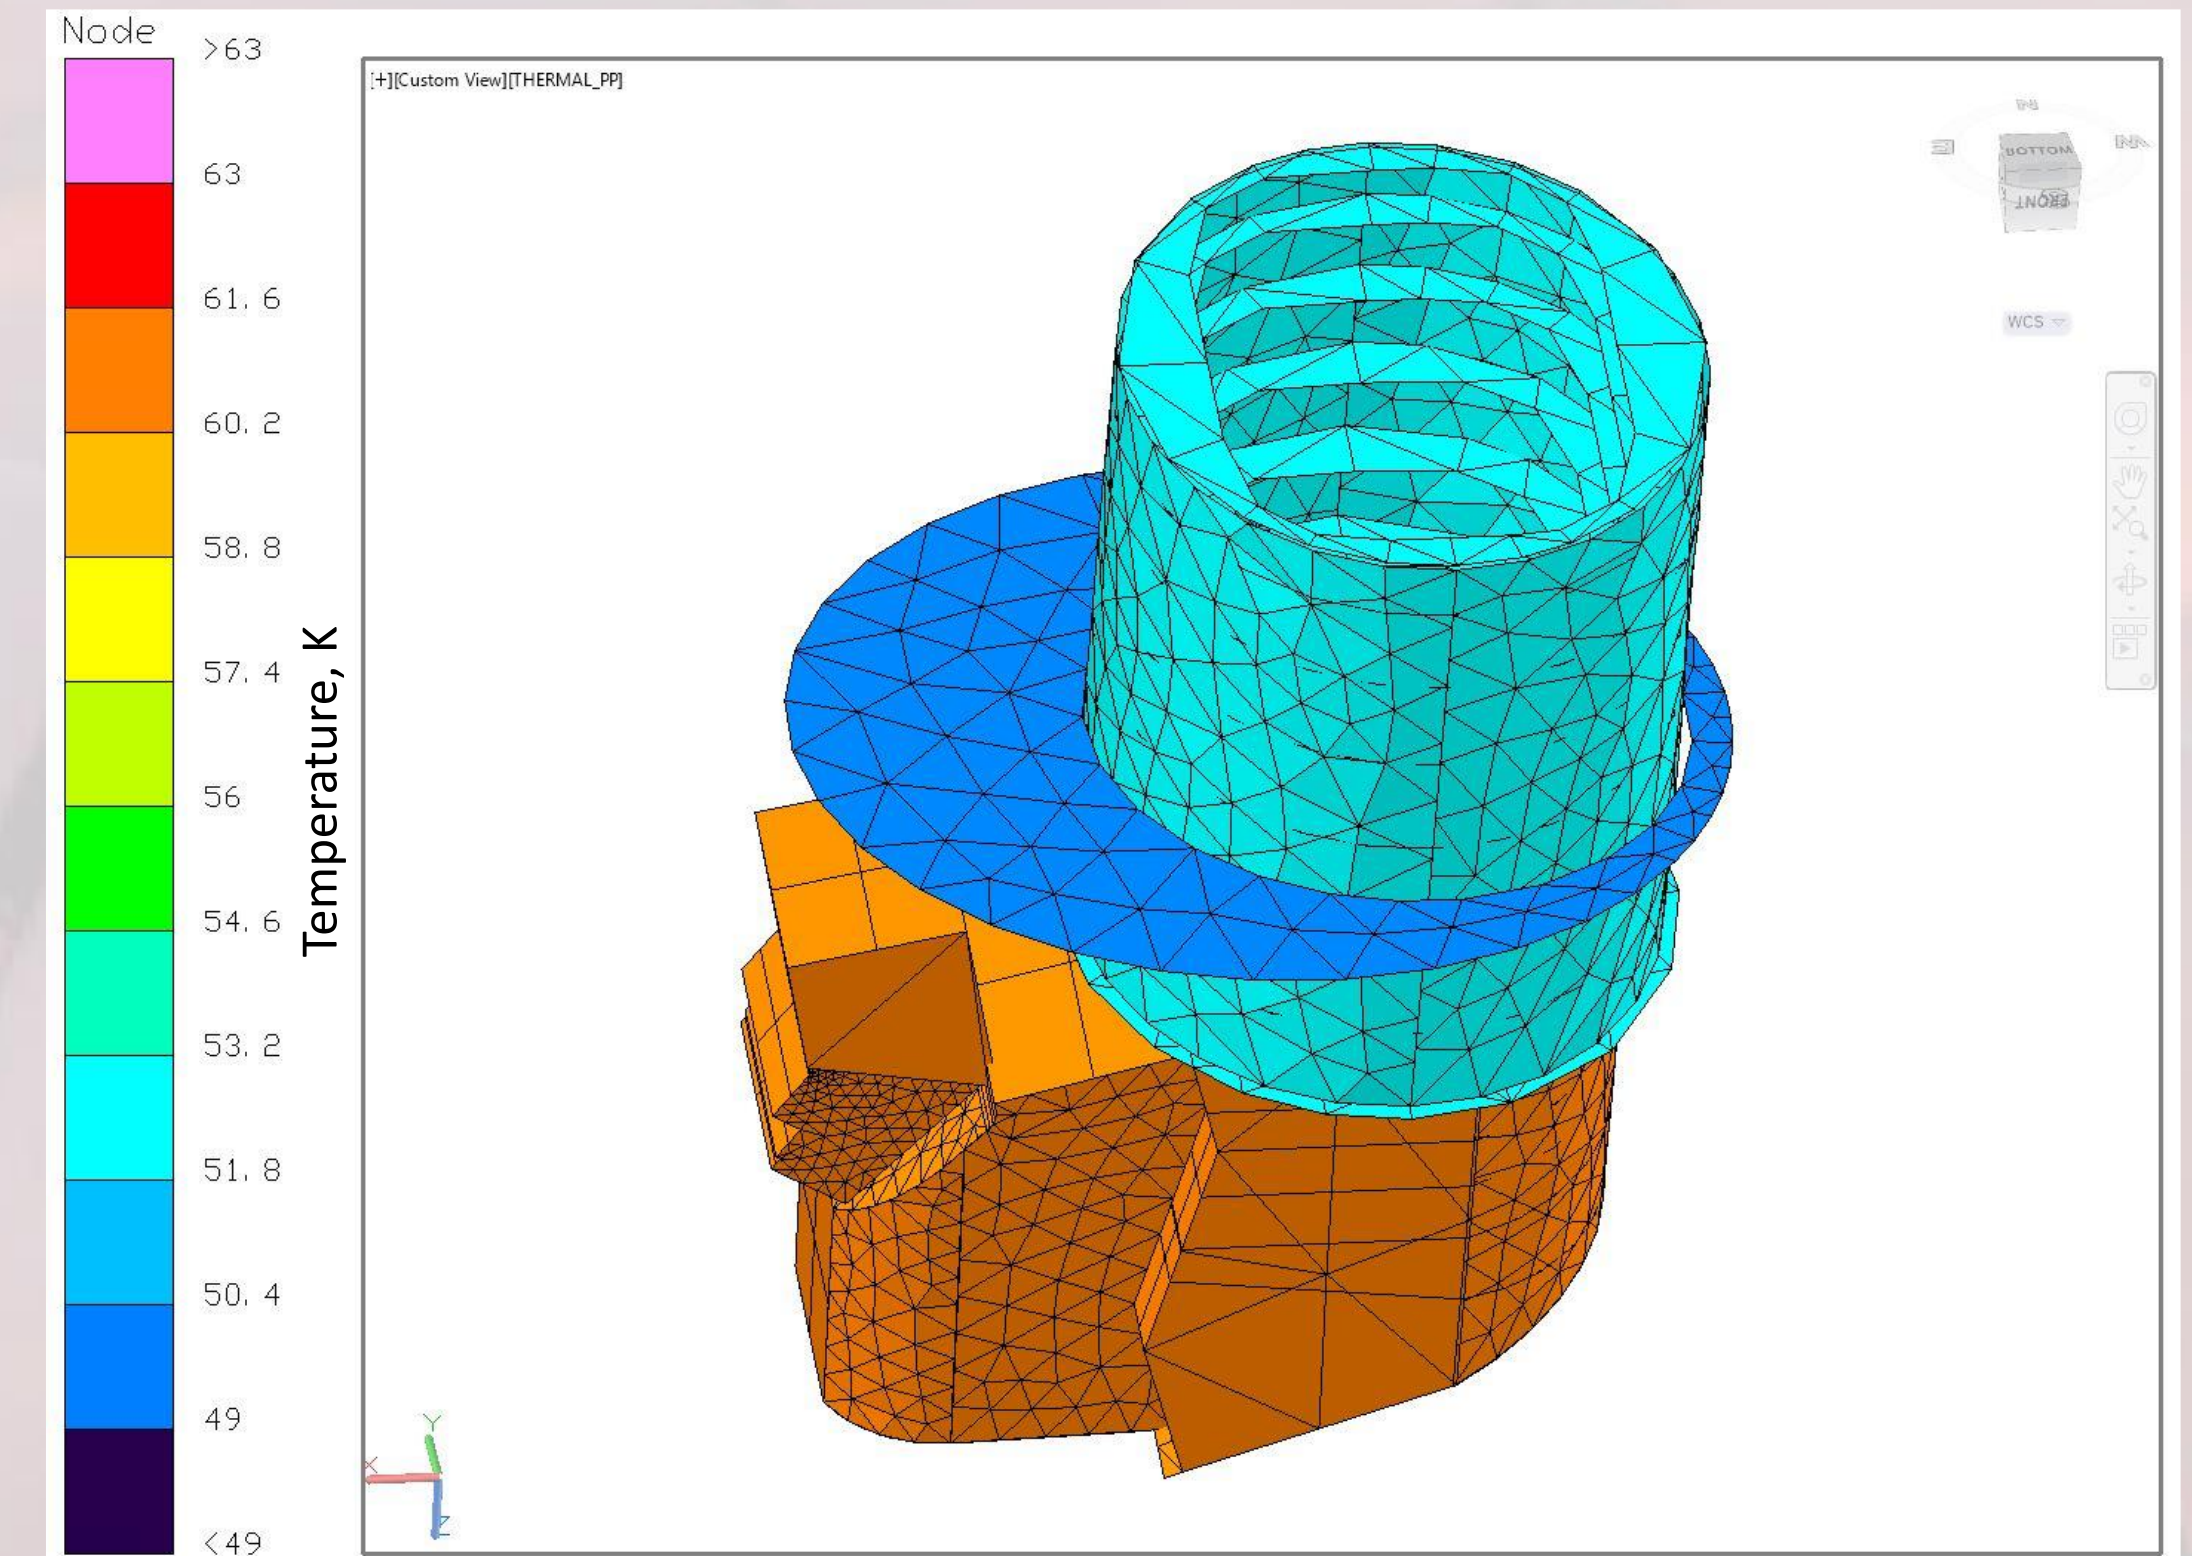 Node
>63
63
61. 6
60. 2
58. 8
57. 4
56
54. 6
53. 2
51. 8
50. 4
49
<49
Temperature, K
[+][Custom View][THERMAL_PP]
BOTTOM
FRONT
WCS
Y
X
Z